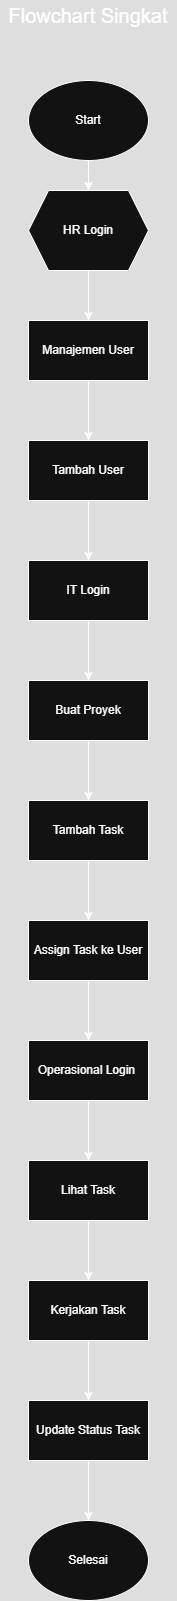 Flowchart Singkat
Start
HR Login
Manajemen User
Tambah User
IT Login
Buat Proyek
Tambah Task
Assign Task ke User
Operasional Login
Lihat Task
Kerjakan Task
Update Status Task
Selesai